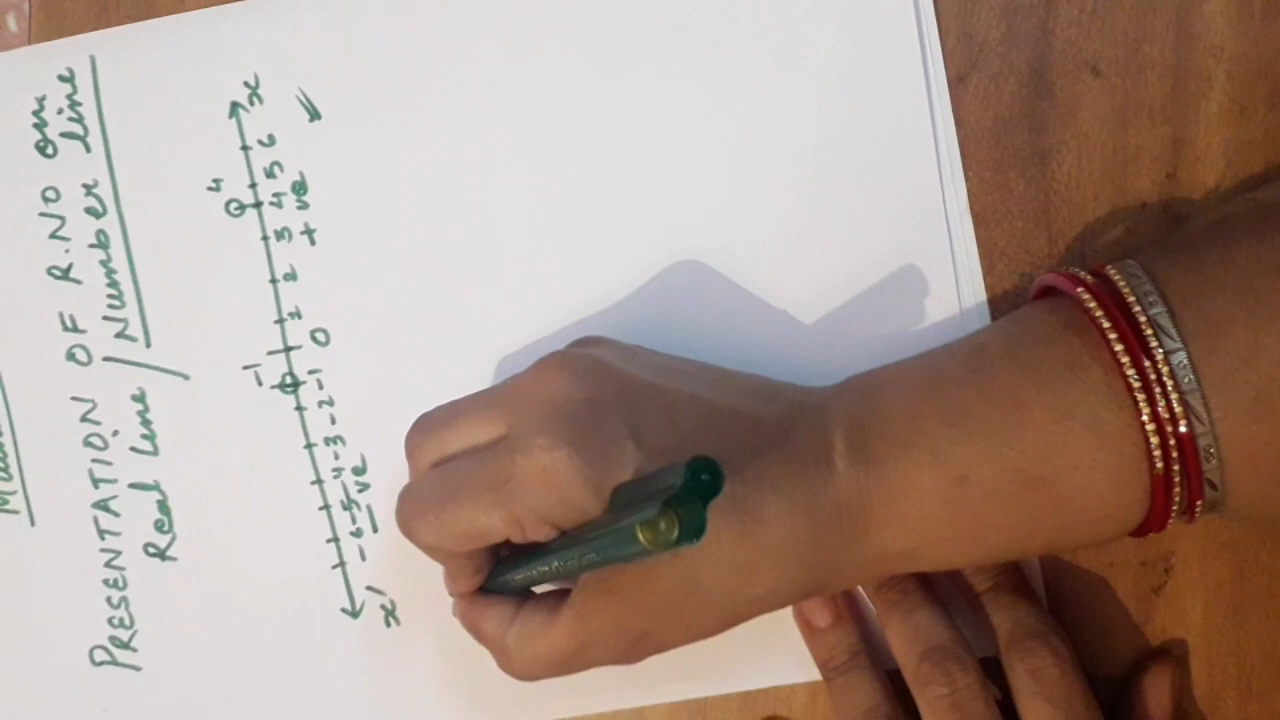 PRESENTATION OF R.NO on
Real Line / Number line
-1 4
-6 -5 -4 -3 -2 -1 0 2 3 4 5 6
x' -ve +ve x